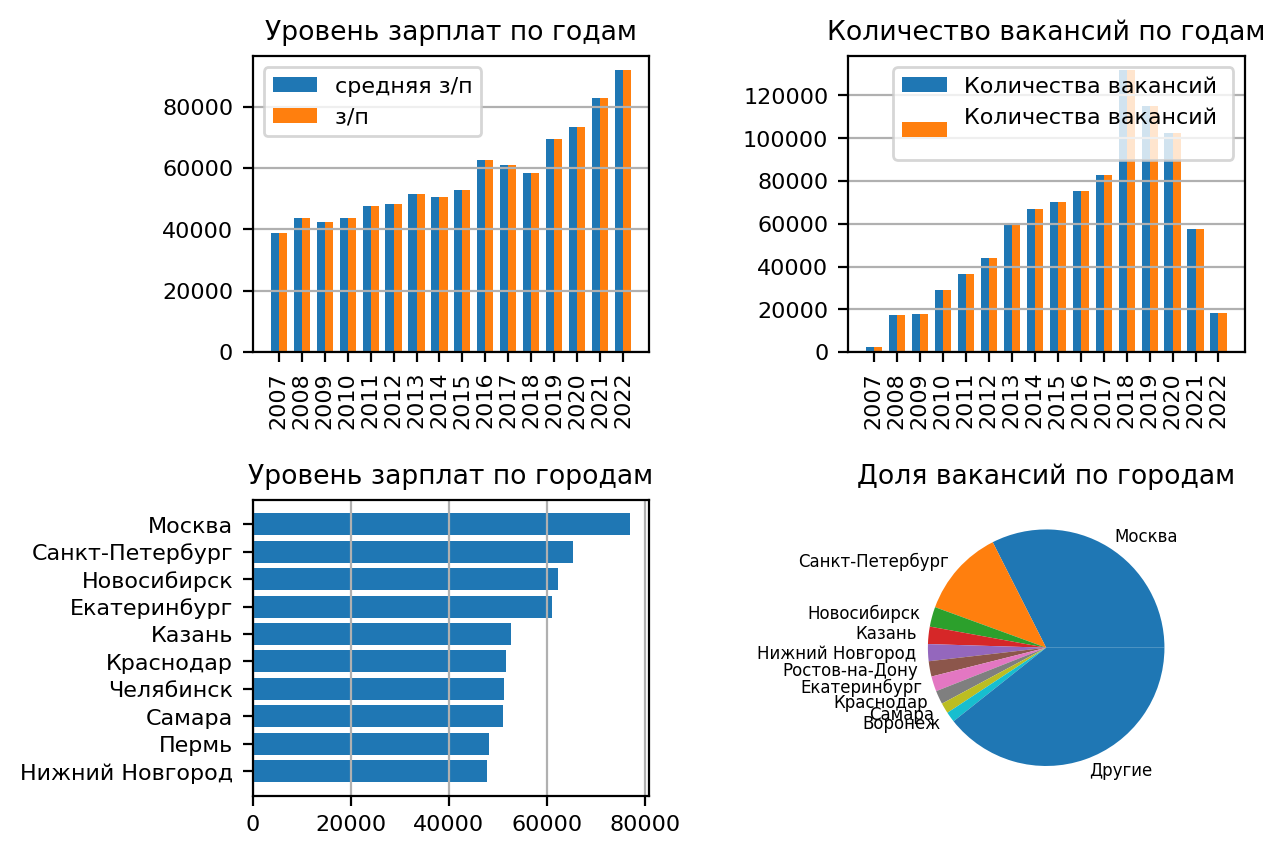 Уровень зарплат по годам
средняя з/п
з/п
80000
60000
40000
20000
0
2007 2008 2009 2010 2011 2012 2013 2014 2015 2016 2017 2018 2019 2020 2021 2022
Количество вакансий по годам
Количества вакансий
Количества вакансий
120000
100000
80000
60000
40000
20000
0
2007 2008 2009 2010 2011 2012 2013 2014 2015 2016 2017 2018 2019 2020 2021 2022
Уровень зарплат по городам
Москва
Санкт-Петербург
Новосибирск
Екатеринбург
Казань
Краснодар
Челябинск
Самара
Пермь
Нижний Новгород
0 20000 40000 60000 80000
Доля вакансий по городам
Москва
Санкт-Петербург
Новосибирск
Казань
Нижний Новгород
Ростов-на-Дону
Екатеринбург
Краснодар
Самара
Воронеж
Другие